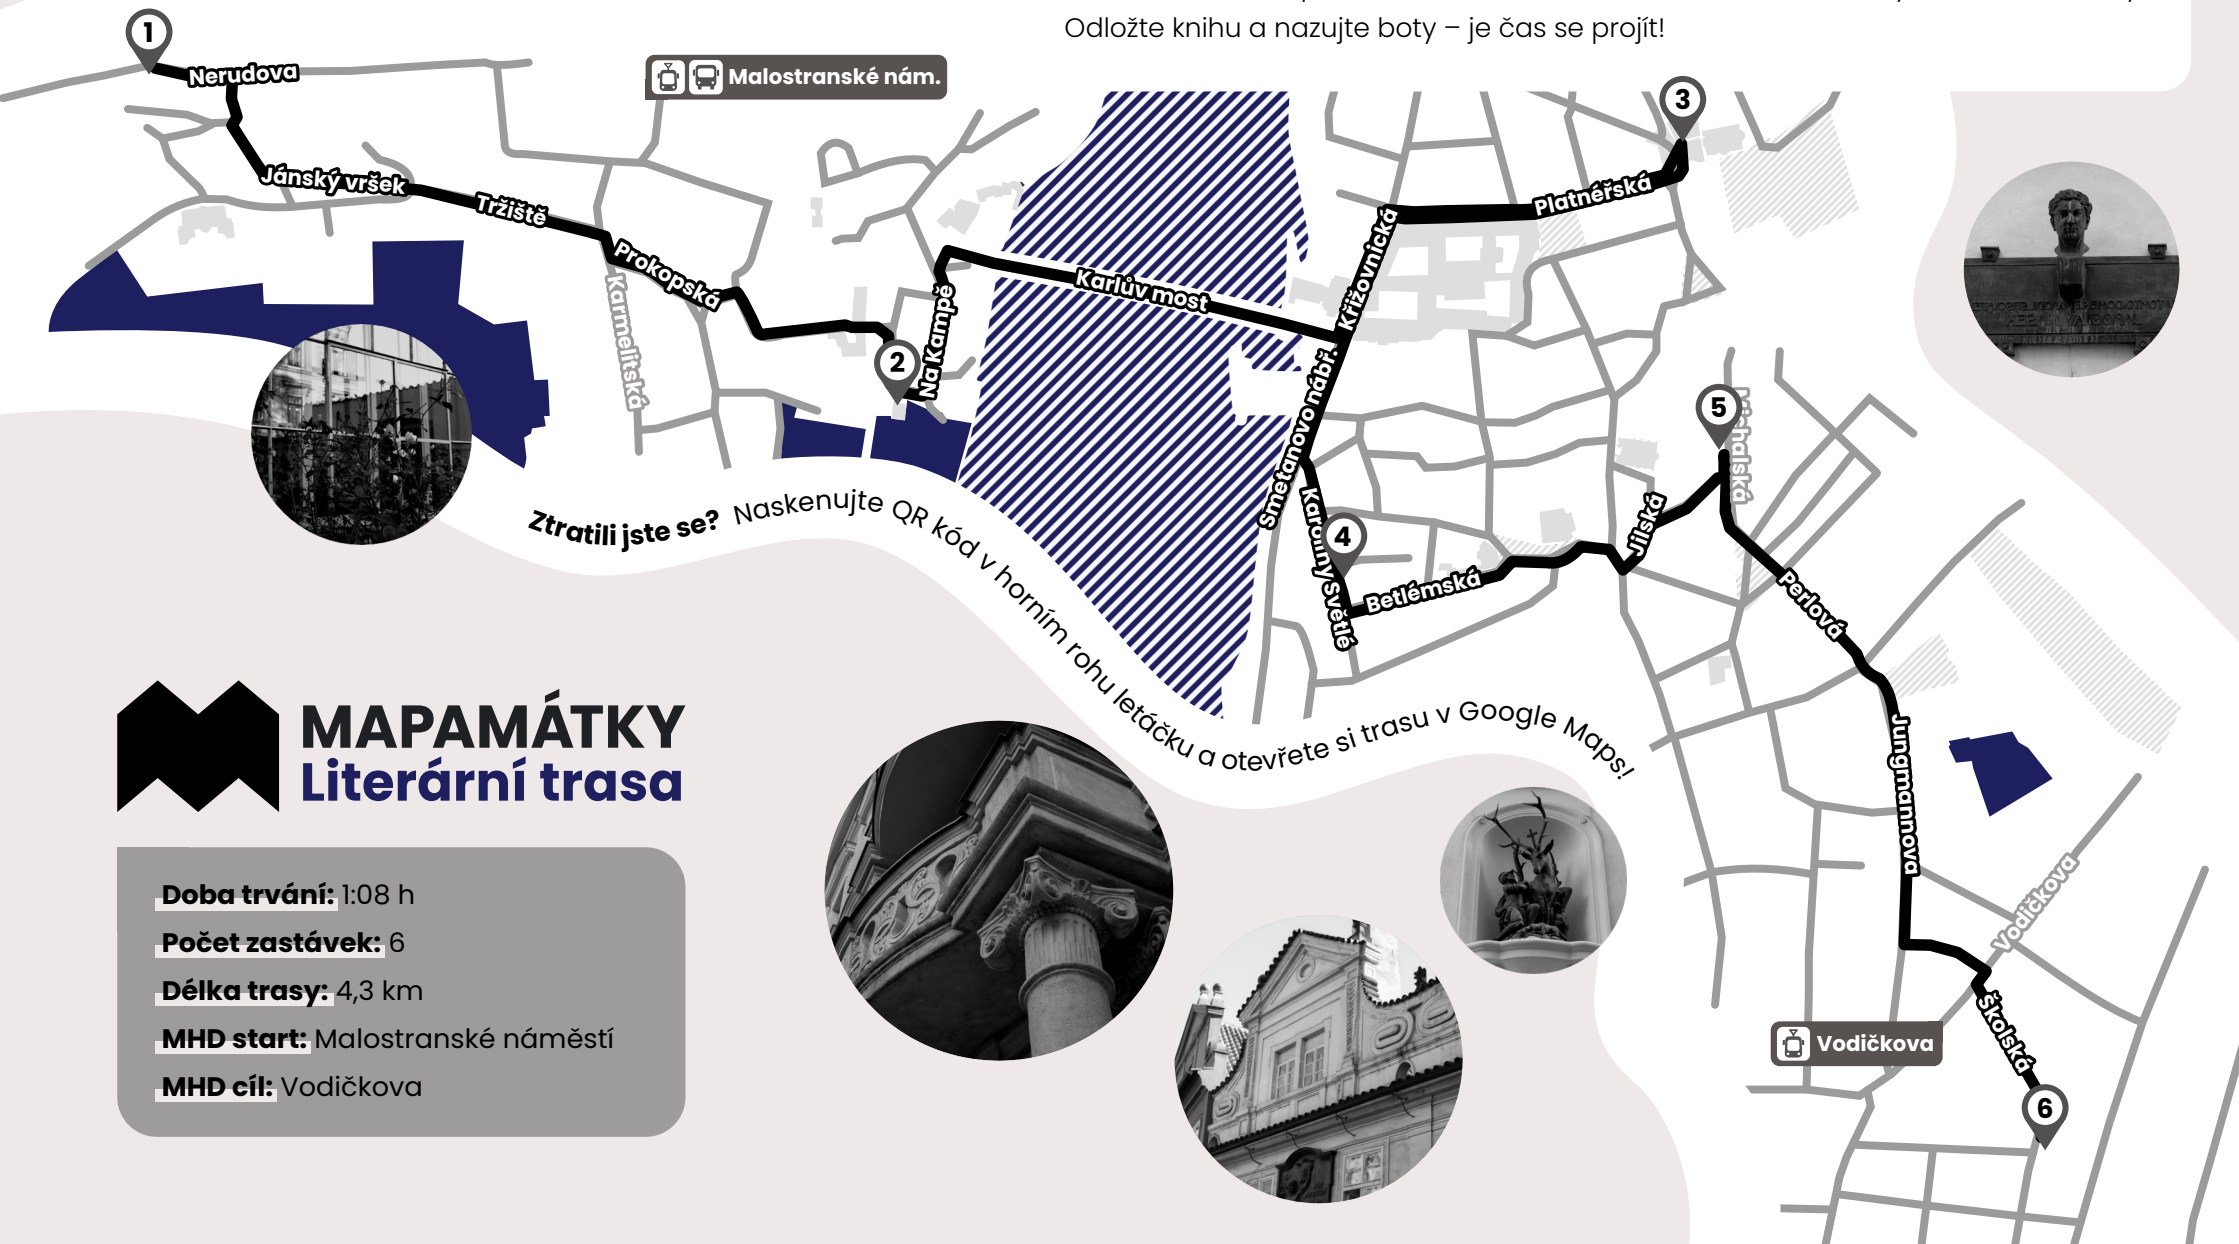 Odložte knihu a nazujte boty – je čas se projít!
1
Nerudova
Malostranské nám.
3
Jánský vršek
Tržiště
Platnéřská
Prokopská
Karmelitská
Karlův most
Křižovnická
Na Kampě
2
Smetanovo nábř.
5
Michalská
Karoliny Světlé
4
Betlémská
Jilská
Perlová
Ztratili jste se? Naskenujte QR kód v horním rohu letáčku a otevřete si trasu v Google Maps!
MAPAMÁTKY
Literární trasa
Jungmannova
Vodičkova
Školská
Vodičkova
6
Doba trvání: 1:08 h
Počet zastávek: 6
Délka trasy: 4,3 km
MHD start: Malostranské náměstí
MHD cíl: Vodičkova